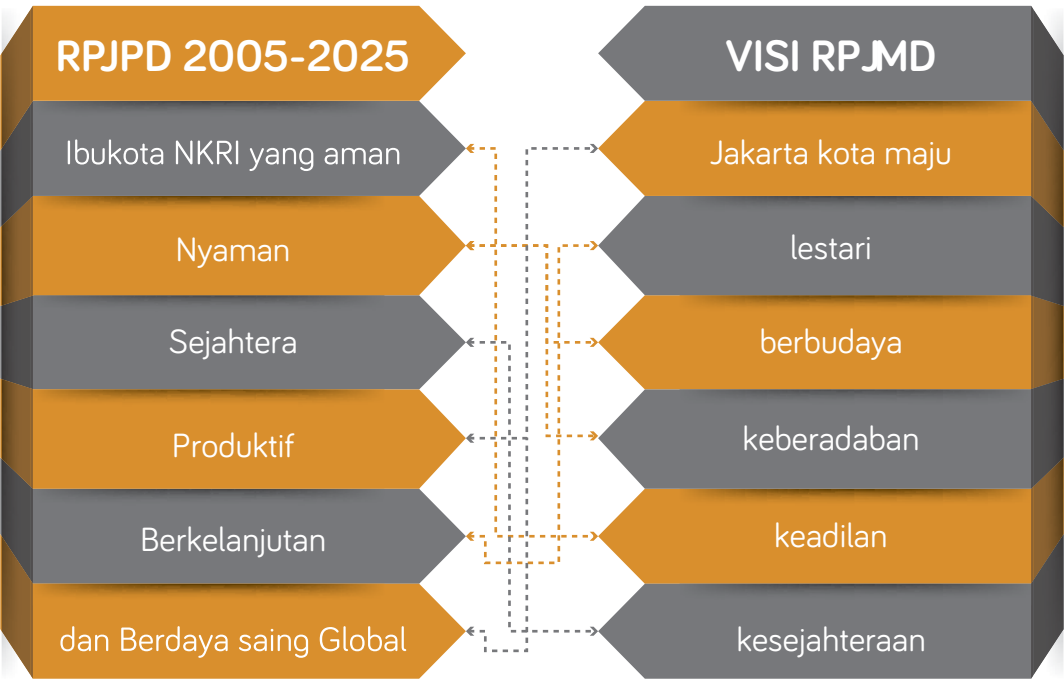 RPJPD 2005-2025
Ibukota NKRI yang aman
Nyaman
Sejahtera
Produktif
Berkelanjutan
dan Berdaya saing Global
VISI RPJMD
Jakarta kota maju
lestari
berbudaya
keberadaban
keadilan
kesejahteraan